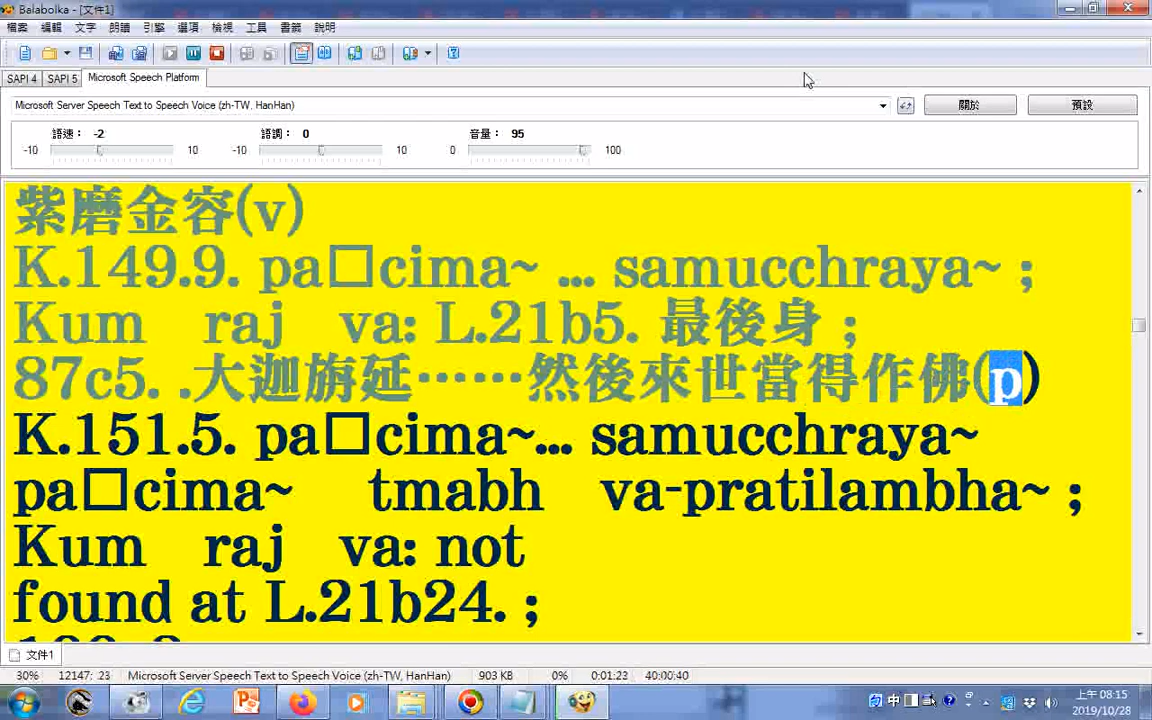 Balabolka - [文件1]
檔案 編輯 文字 朗讀 引擎 選項 檢視 工具 書籤 說明
SAPI 4 SAPI 5 Microsoft Speech Platform
Microsoft Server Speech Text to Speech Voice (zh-TW, HanHan) 關於 預設
語速： -2 語調： 0 音量： 95
-10 10 -10 10 0 100
紫磨金容(v)
K.149.9. pa□cima~ ... samucchraya~ ;
Kum raj va: L.21b5. 最後身 ;
87c5. .大迦旃延……然後來世當得作佛(p)
K.151.5. pa□cima~... samucchraya~
pa□cima~ tmabh va-pratilambha~ ;
Kum raj va: not
found at L.21b24. ;
文件1
30% 12147: 23 Microsoft Server Speech Text to Speech Voice (zh-TW, HanHan) 903 KB 0% 0:01:23 40:00:40
中 上午 08:15
2019/10/28